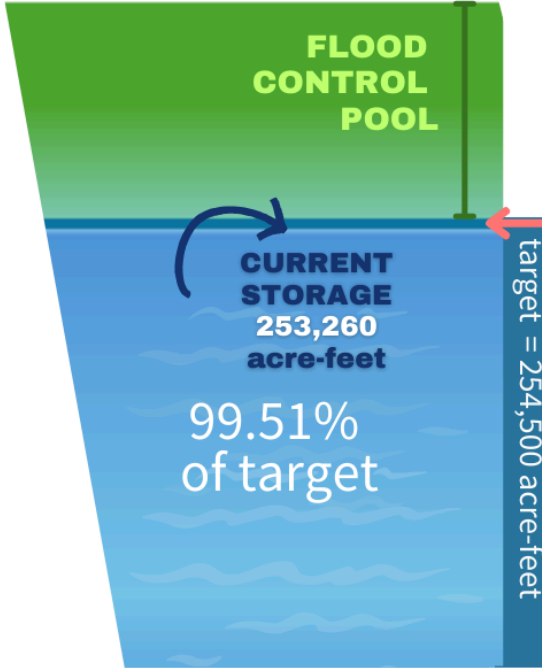 FLOOD
CONTROL
POOL
CURRENT
STORAGE
253,260
acre-feet
99.51%
of target
target = 254,500 acre-feet